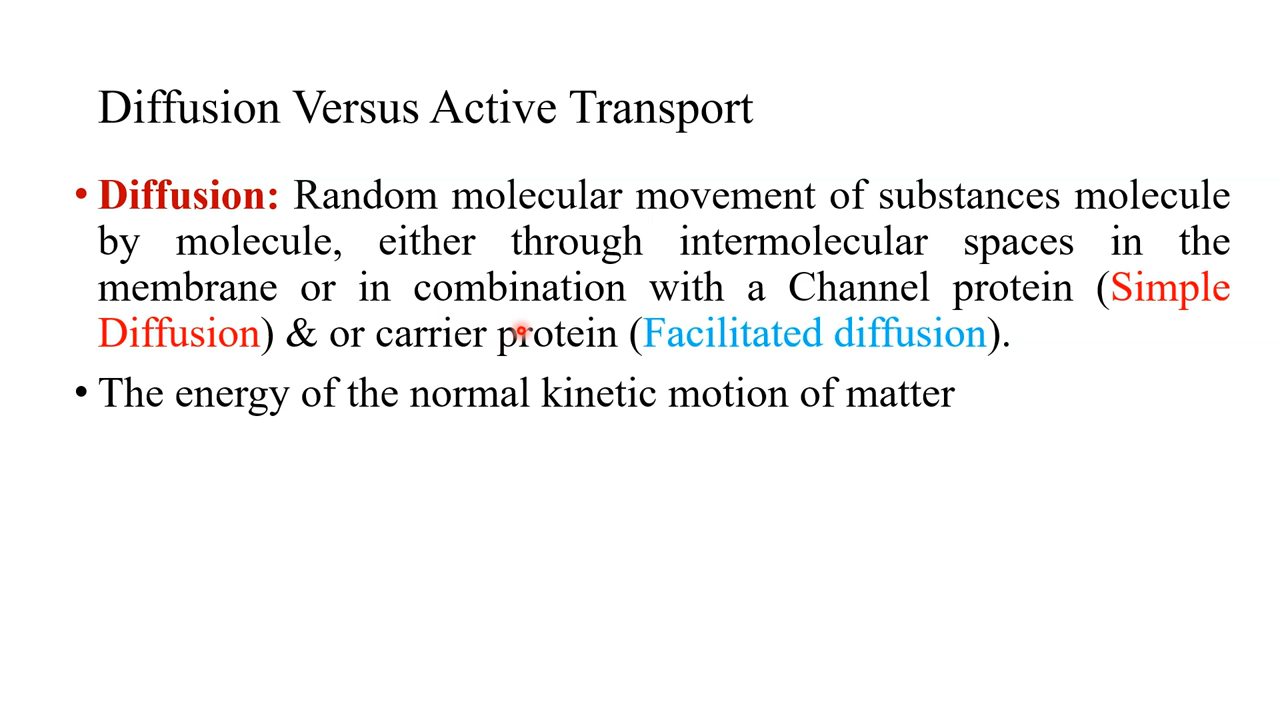 Diffusion Versus Active Transport
• Diffusion: Random molecular movement of substances molecule
by molecule, either through intermolecular spaces in the
membrane or in combination with a Channel protein (Simple
Diffusion) & or carrier protein (Facilitated diffusion).
• The energy of the normal kinetic motion of matter